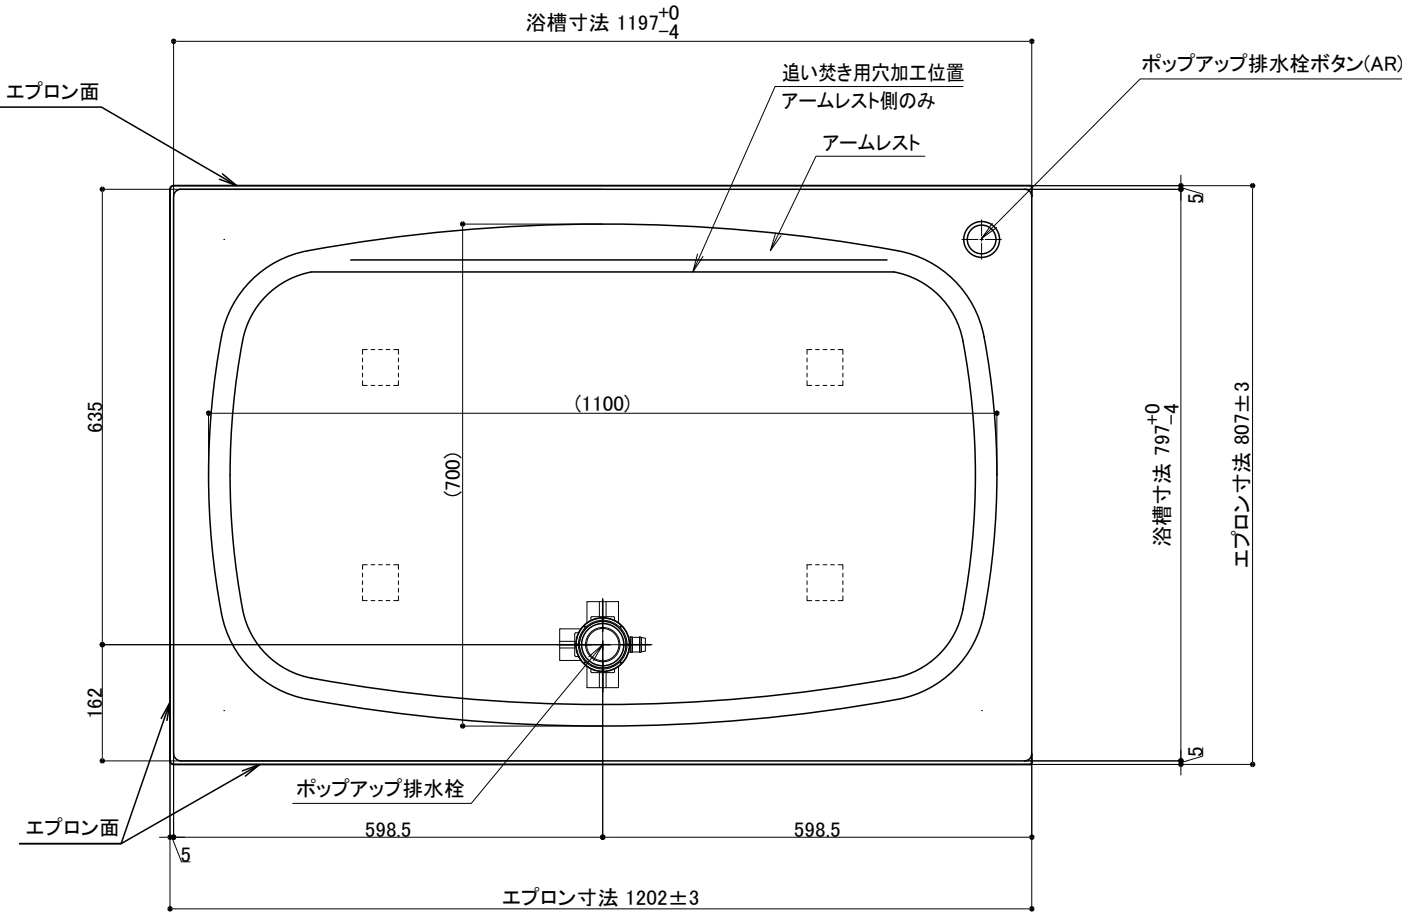 浴槽寸法 1197+0-4
エプロン面
追い焚き用穴加工位置
アームレスト側のみ
アームレスト
ポップアップ排水栓ボタン(AR)
5
635
(1100)
(700)
浴槽寸法 797+0-4
エプロン寸法 807±3
162
5
ポップアップ排水栓
エプロン面
598.5
598.5
5
エプロン寸法 1202±3